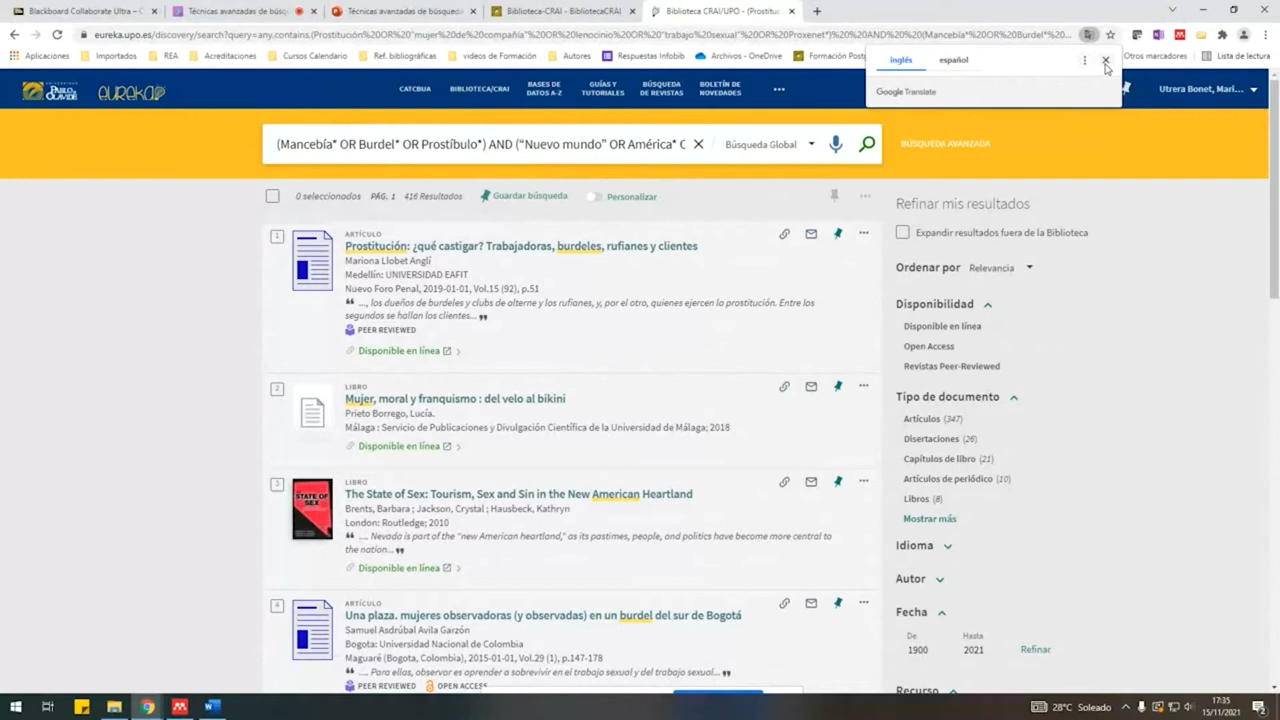 Blackboard Collaborate Ultra –
Técnicas avanzadas de bús
Técnicas avanzadas de búsqueda
Biblioteca-CRAI - BibliotecaCRAI
Biblioteca CRAI/UPO - (Prostituc
eureka.upo.es/discovery/search?query=any,contains,(Prostitución%20OR%20"mujer%20de%20compañía"%20OR%20lenocinio%20OR%20"trabajo%20sexual"%20OR%20Proxenet*)%20%20AND%20%20(Mancebía*%20OR%20Burdel*%20...
Aplicaciones
Importados
REA
Acreditaciones
Cursos Calendario
Ref. bibliográficas
videos de Formación
Autores
Respuestas Infobib
Archivos - OneDrive
Formación Post
Otros marcadores
Lista de lectura
inglés
español
Google Translate
UNIVERSIDAD
PABLO DE
OLAVIDE
eureka
CATCBUA
BIBLIOTECA/CRAI
BASES DE
DATOS A-Z
GUÍAS Y
TUTORIALES
BÚSQUEDA
DE REVISTAS
BOLETÍN DE
NOVEDADES
Utrera Bonet, Mari...
(Mancebía* OR Burdel* OR Prostíbulo*) AND ("Nuevo mundo" OR América* O
Búsqueda Global
BÚSQUEDA AVANZADA
0 seleccionados PÁG. 1 416 Resultados
Guardar búsqueda
Personalizar
1
ARTÍCULO
Prostitución: ¿qué castigar? Trabajadoras, burdeles, rufianes y clientes
Mariona Llobet Anglí
Medellín: UNIVERSIDAD EAFIT
Nuevo Foro Penal, 2019-01-01, Vol.15 (92), p.51
“ ..., los dueños de burdeles y clubs de alterne y los rufianes, y, por el otro, quienes ejercen la prostitución. Entre los
segundos se hallan los clientes... ”
PEER REVIEWED
Disponible en línea
2
LIBRO
Mujer, moral y franquismo : del velo al bikini
Prieto Borrego, Lucía.
Málaga : Servicio de Publicaciones y Divulgación Científica de la Universidad de Málaga; 2018
Disponible en línea
3
STATE OF
SEX
LIBRO
The State of Sex: Tourism, Sex and Sin in the New American Heartland
Brents, Barbara ; Jackson, Crystal ; Hausbeck, Kathryn
London: Routledge; 2010
“ ..., Nevada is part of the "new American heartland," as its pastimes, people, and politics have become more central to
the nation... ”
Disponible en línea
4
ARTÍCULO
Una plaza. mujeres observadoras (y observadas) en un burdel del sur de Bogotá
Samuel Asdrúbal Avila Garzón
Bogota: Universidad Nacional de Colombia
Maguaré (Bogota, Colombia), 2015-01-01, Vol.29 (1), p.147-178
“ ... Para ellas, observar es aprender a sobrevivir en el trabajo sexual y del trabajo sexual... ”
PEER REVIEWED
OPEN ACCESS
Refinar mis resultados
Expandir resultados fuera de la Biblioteca
Ordenar por Relevancia
Disponibilidad
Disponible en línea
Open Access
Revistas Peer-Reviewed
Tipo de documento
Artículos (347)
Disertaciones (26)
Capítulos de libro (21)
Artículos de periódico (10)
Libros (8)
Mostrar más
Idioma
Autor
Fecha
De
Hasta
1900
2021
Refinar
Recurso
28°C Soleado
17:35
15/11/2021
2